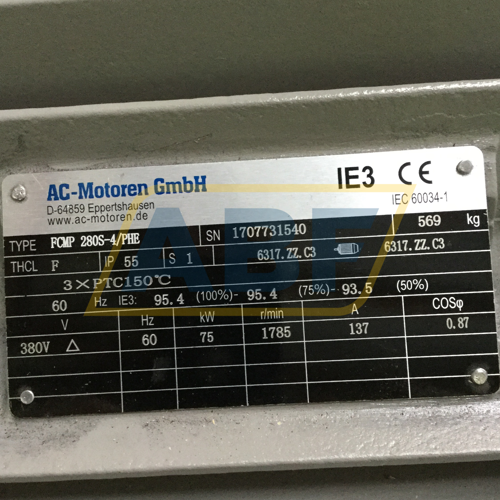 AC-Motoren GmbH IE3 CE
D-64859 Eppertshausen
www.ac-motoren.de IEC 60034-1
TYPE FCMP 280S-4/PHE SN 1707731540 569 kg
THCL F IP 55 S 1 6317.ZZ.C3 6317.ZZ.C3
3×PTC150℃
60 Hz IE3: 95.4 (100%)- 95.4 (75%)- 93.5 (50%)
V Hz kW r/min A COSφ
380V △ 60 75 1785 137 0.87
ABF